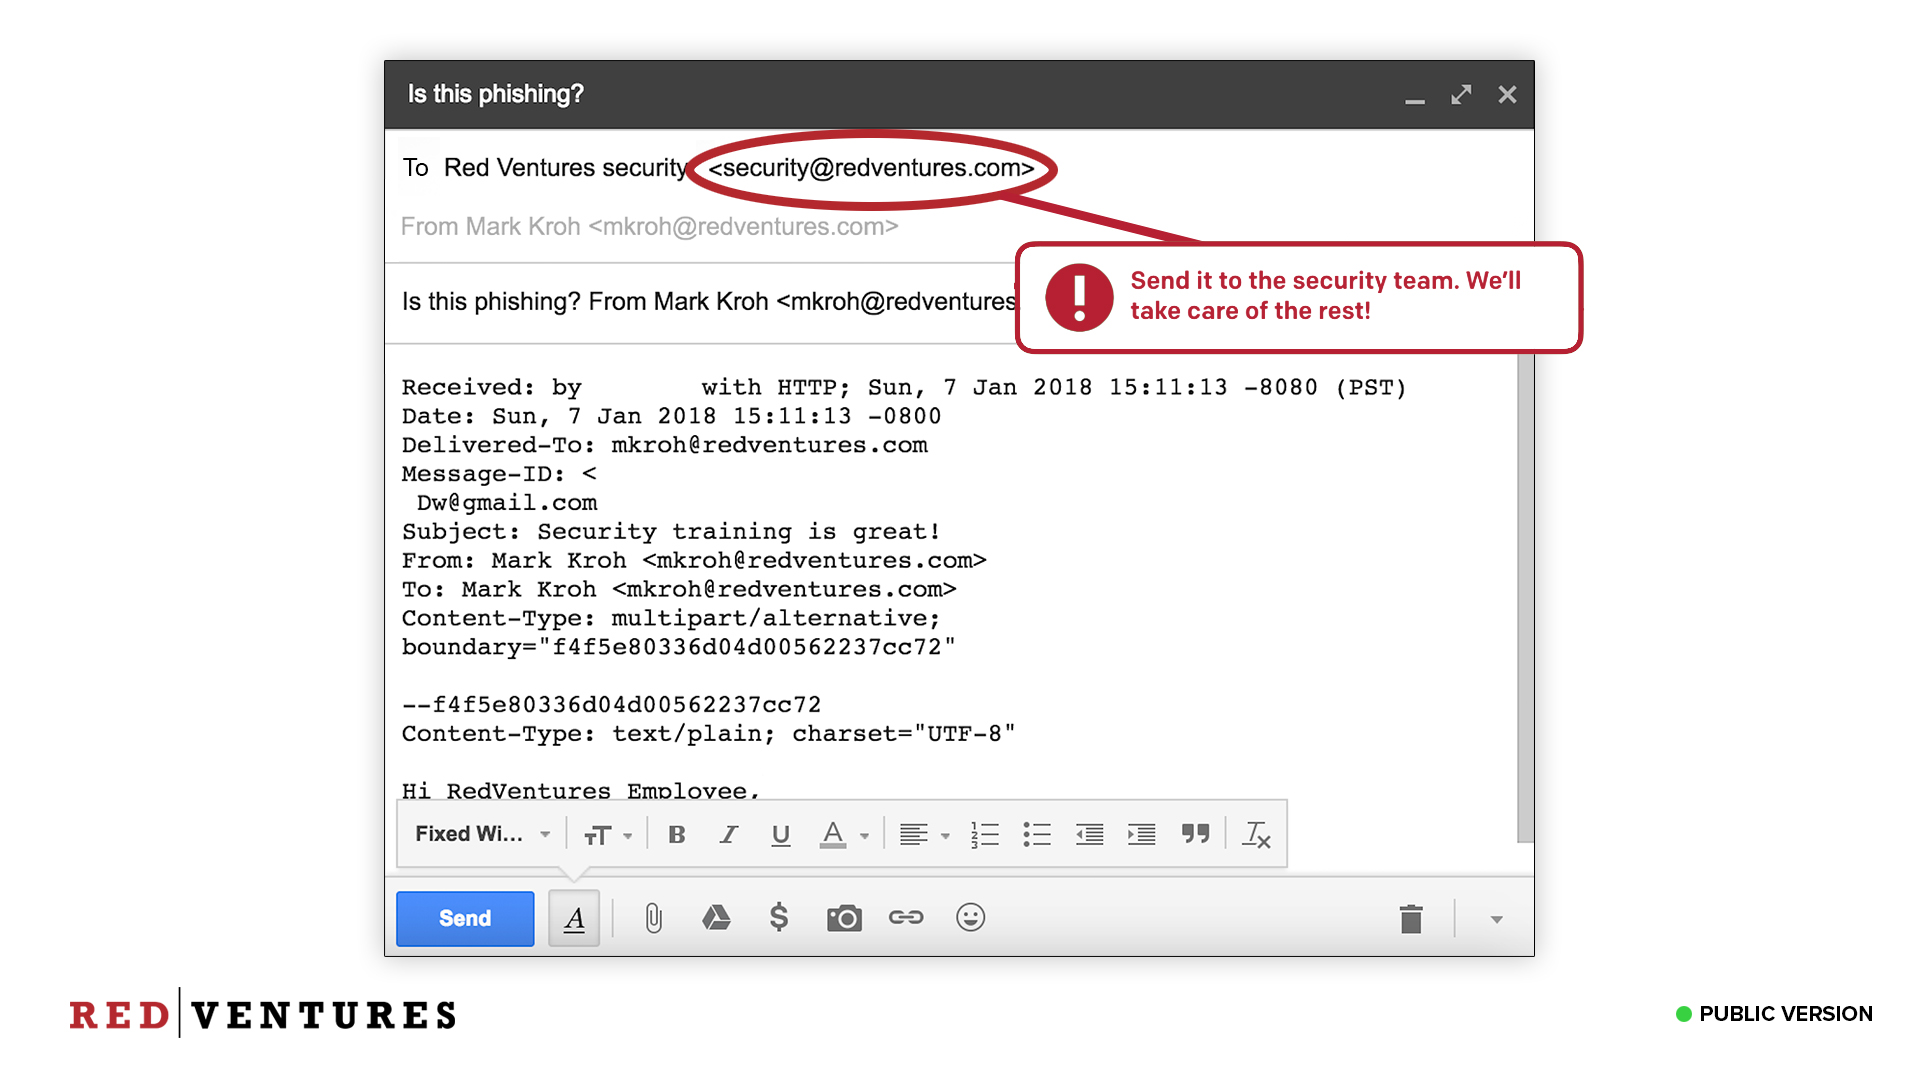 Is this phishing?
To Red Ventures security <security@redventures.com>
From Mark Kroh <mkroh@redventures.com>
Send it to the security team. We'll
take care of the rest!
Is this phishing? From Mark Kroh <mkroh@redventures
Received: by with HTTP; Sun, 7 Jan 2018 15:11:13 -8080 (PST)
Date: Sun, 7 Jan 2018 15:11:13 -0800
Delivered-To: mkroh@redventures.com
Message-ID: <
Dw@gmail.com
Subject: Security training is great!
From: Mark Kroh <mkroh@redventures.com>
To: Mark Kroh <mkroh@redventures.com>
Content-Type: multipart/alternative;
boundary="f4f5e80336d04d00562237cc72"
--f4f5e80336d04d00562237cc72
Content-Type: text/plain; charset="UTF-8"
Hi RedVentures Employee,
Fixed Wi...
Send
RED VENTURES
PUBLIC VERSION